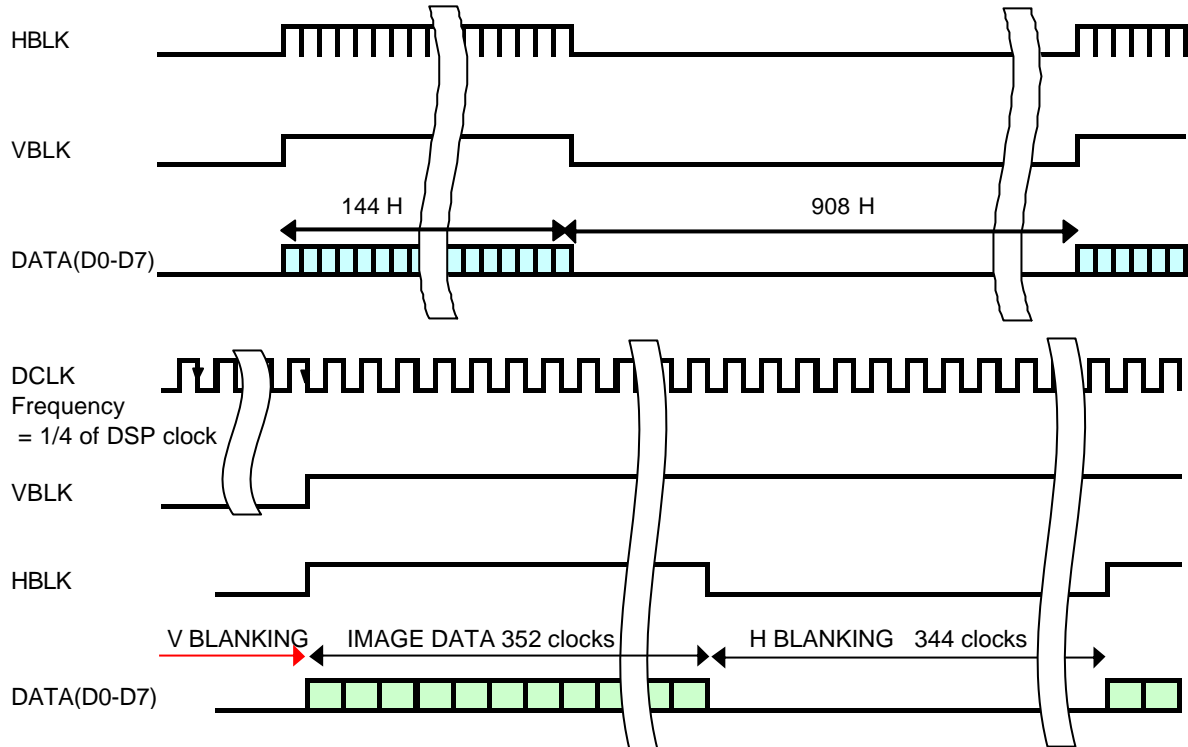 HBLK
VBLK
144 H
908 H
DATA(D0-D7)
DCLK
Frequency
= 1/4 of DSP clock
VBLK
HBLK
V BLANKING
IMAGE DATA 352 clocks
H BLANKING 344 clocks
DATA(D0-D7)